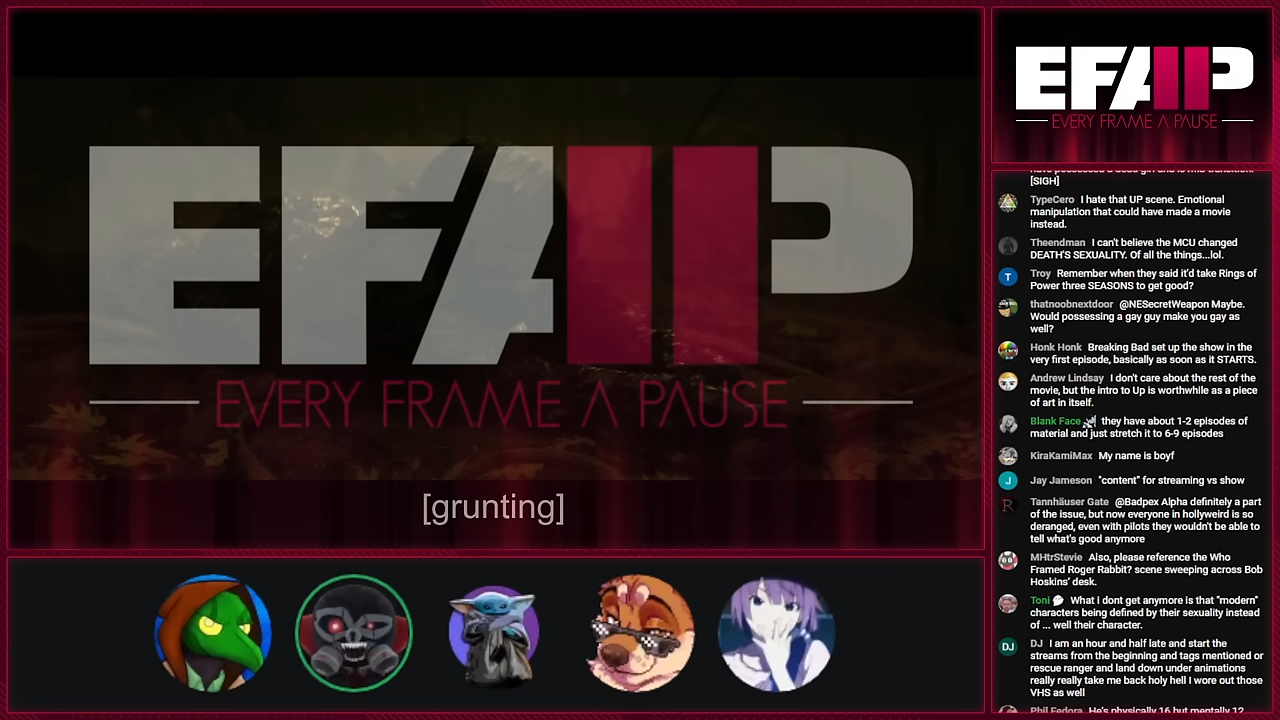 EFAP
EVERY FRAME A PAUSE
[grunting]
EFAP
EVERY FRAME A PAUSE
[SIGH]
TypeCero I hate that UP scene. Emotional
manipulation that could have made a movie
instead.
Theendman I can't believe the MCU changed
DEATH'S SEXUALITY. Of all the things...lol.
T
Troy Remember when they said it'd take Rings of
Power three SEASONS to get good?
thatnoobnextdoor @NESecretWeapon Maybe.
Would possessing a gay guy make you gay as
well?
Honk Honk Breaking Bad set up the show in the
very first episode, basically as soon as it STARTS.
Andrew Lindsay I don't care about the rest of the
movie, but the intro to Up is worthwhile as a piece
of art in itself.
Blank Face they have about 1-2 episodes of
material and just stretch it to 6-9 episodes
KiraKamiMax My name is boyf
J
Jay Jameson "content" for streaming vs show
R
Tannhäuser Gate @Badpex Alpha definitely a part
of the issue, but now everyone in hollyweird is so
deranged, even with pilots they wouldn't be able to
tell what's good anymore
MHtrStevie Also, please reference the Who
Framed Roger Rabbit? scene sweeping across Bob
Hoskins' desk.
Toni What i dont get anymore is that "modern"
characters being defined by their sexuality instead
of ... well their character.
DJ
DJ I am an hour and half late and start the
streams from the beginning and tags mentioned or
rescue ranger and land down under animations
really really take me back holy hell I wore out those
VHS as well
Phil Fedora He's physically 16 but mentally 12